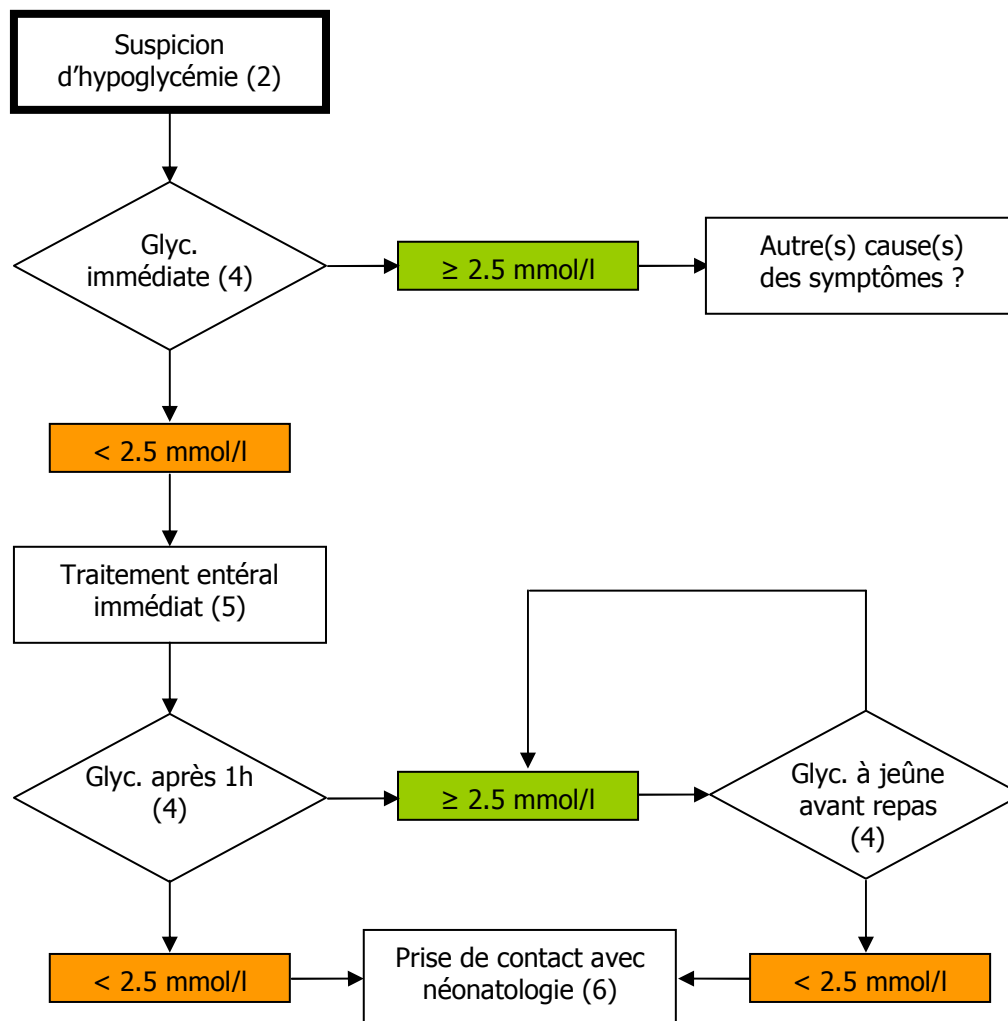 Suspicion
d’hypoglycémie (2)
Glyc.
immédiate (4)
≥ 2.5 mmol/l
Autre(s) cause(s)
des symptômes ?
< 2.5 mmol/l
Traitement entéral
immédiat (5)
Glyc. après 1h
(4)
≥ 2.5 mmol/l
Glyc. à jeûne
avant repas
(4)
< 2.5 mmol/l
Prise de contact avec
néonatologie (6)
< 2.5 mmol/l